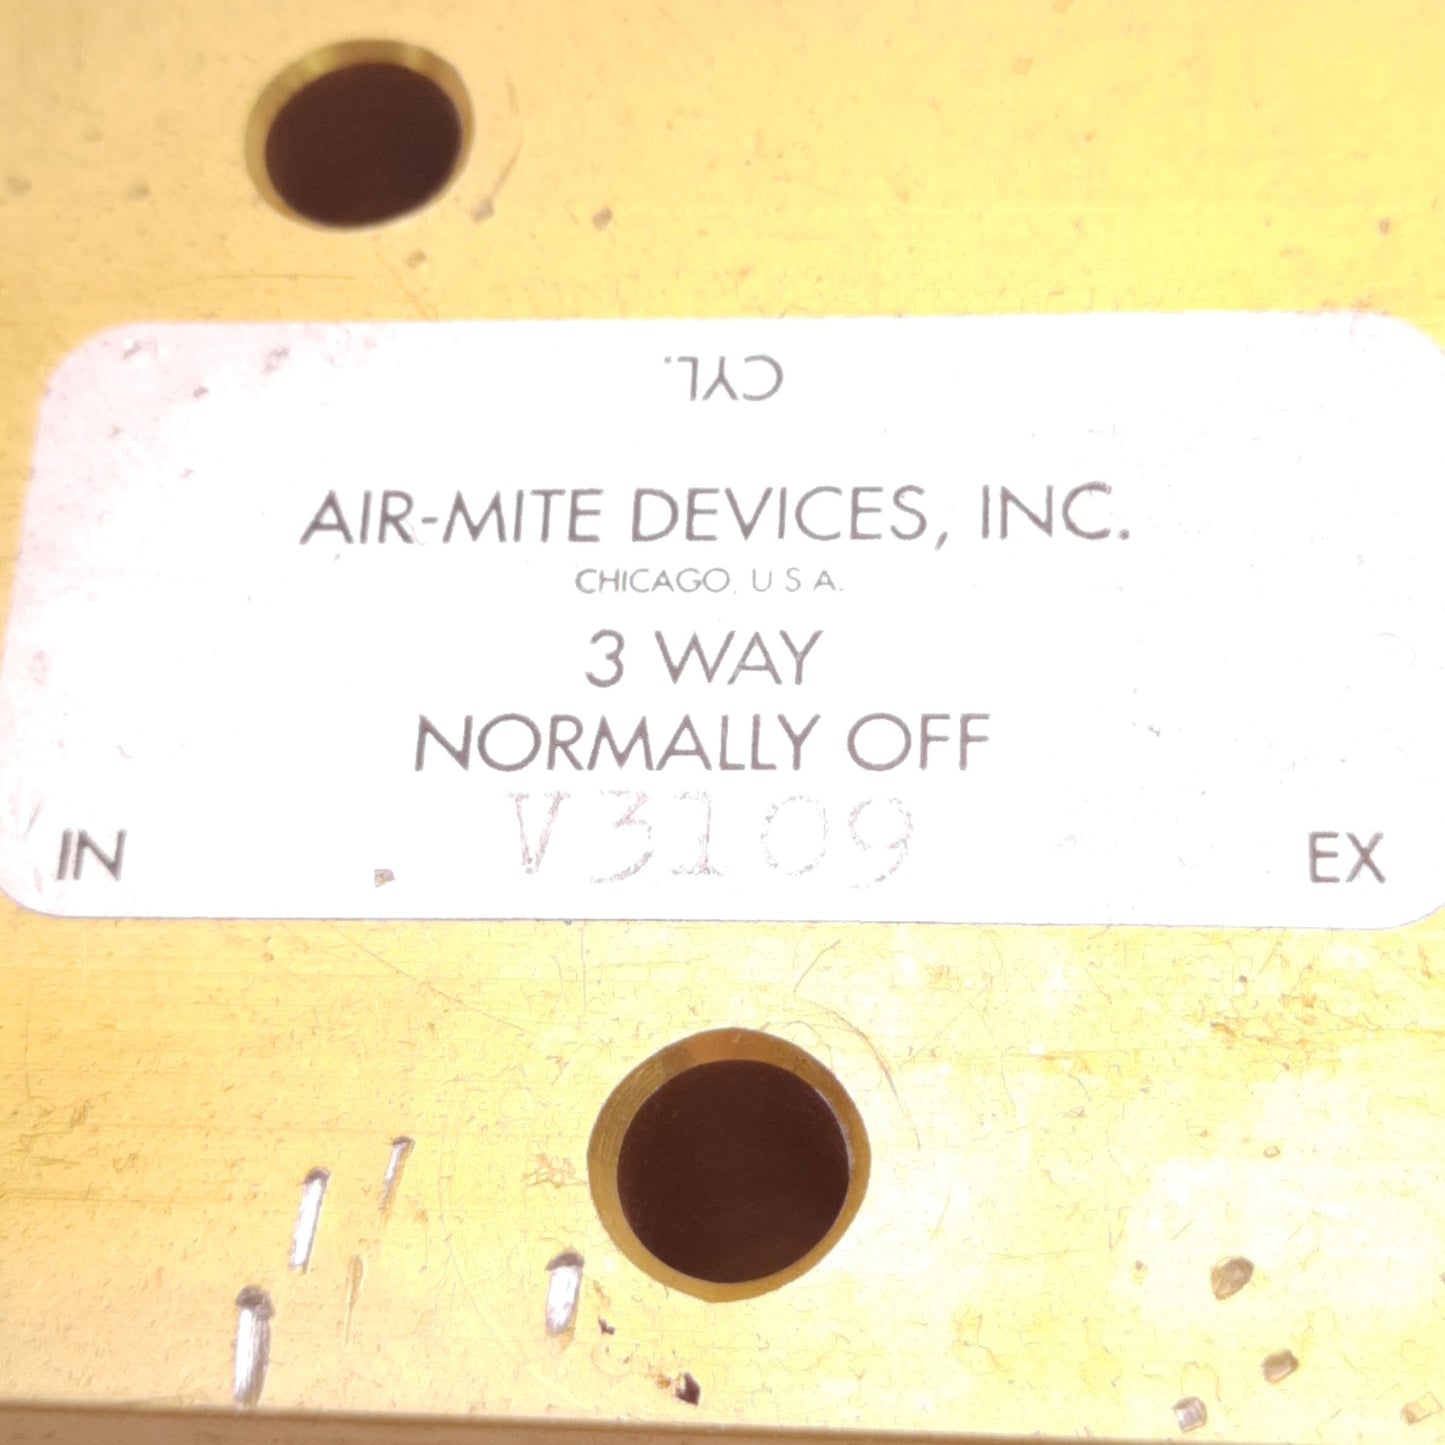 CYL.
AIR-MITE DEVICES, INC.
CHICAGO, U S A.
3 WAY
NORMALLY OFF
V3109
IN EX